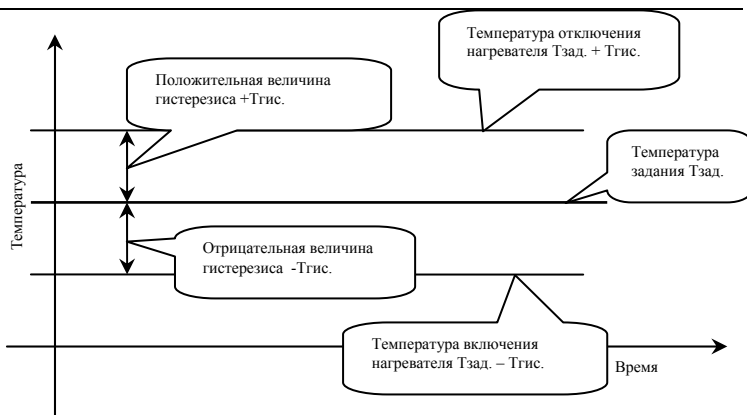 Температура отключения
нагревателя Тзад. + Тгис.
Положительная величина
гистерезиса +Тгис.
Температура
задания Тзад.
Температура
Отрицательная величина
гистерезиса -Тгис.
Температура включения
нагревателя Тзад. – Тгис.
Время